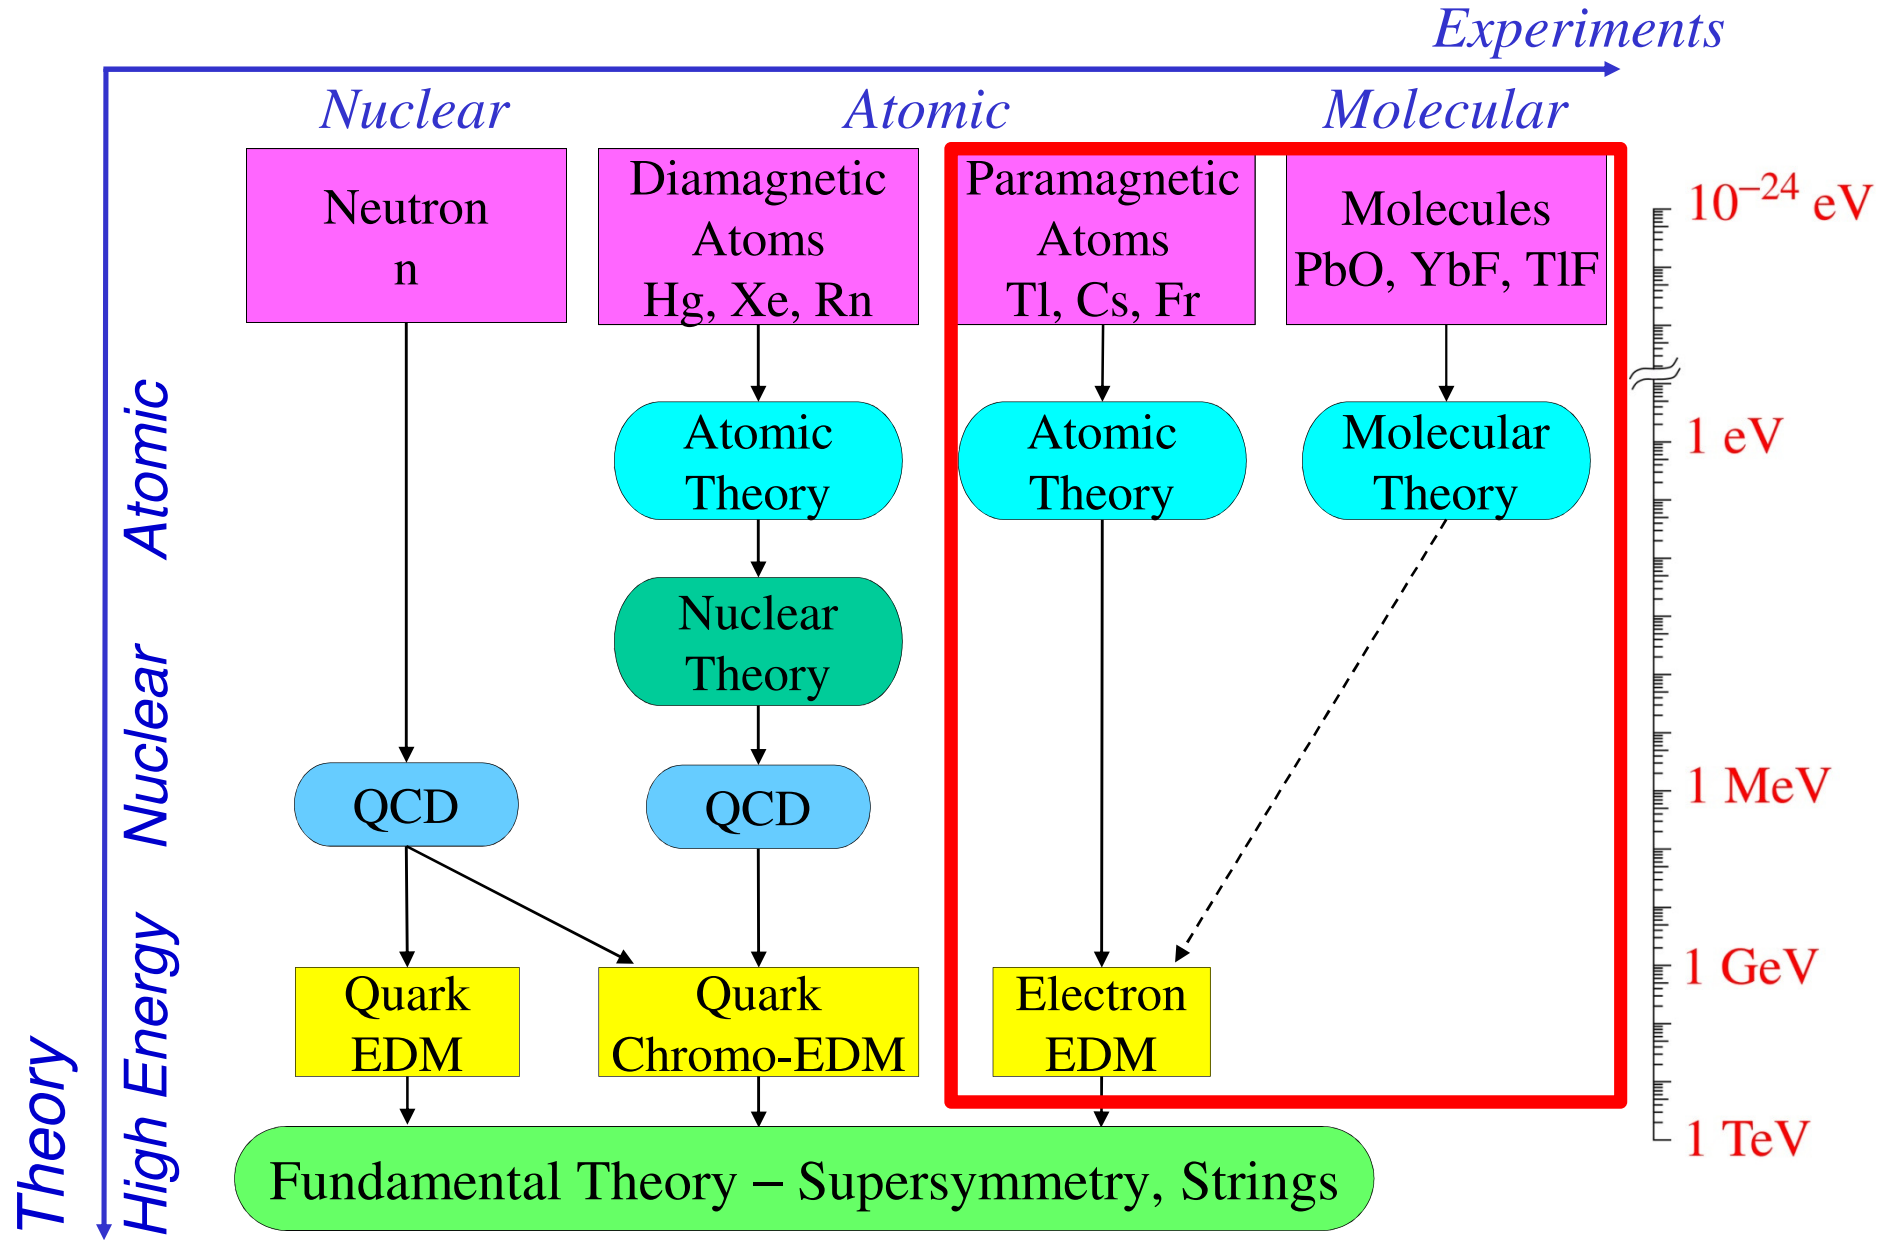 Experiments
Nuclear
Atomic
Molecular
Neutron
n
Diamagnetic
Atoms
Hg, Xe, Rn
Paramagnetic
Atoms
Tl, Cs, Fr
Molecules
PbO, YbF, TlF
10⁻²⁴ eV
Atomic
Theory
Atomic
Theory
Molecular
Theory
1 eV
Nuclear
Theory
QCD
QCD
1 MeV
Quark
EDM
Quark
Chromo-EDM
Electron
EDM
1 GeV
1 TeV
Fundamental Theory – Supersymmetry, Strings
Atomic
Nuclear
High Energy
Theory